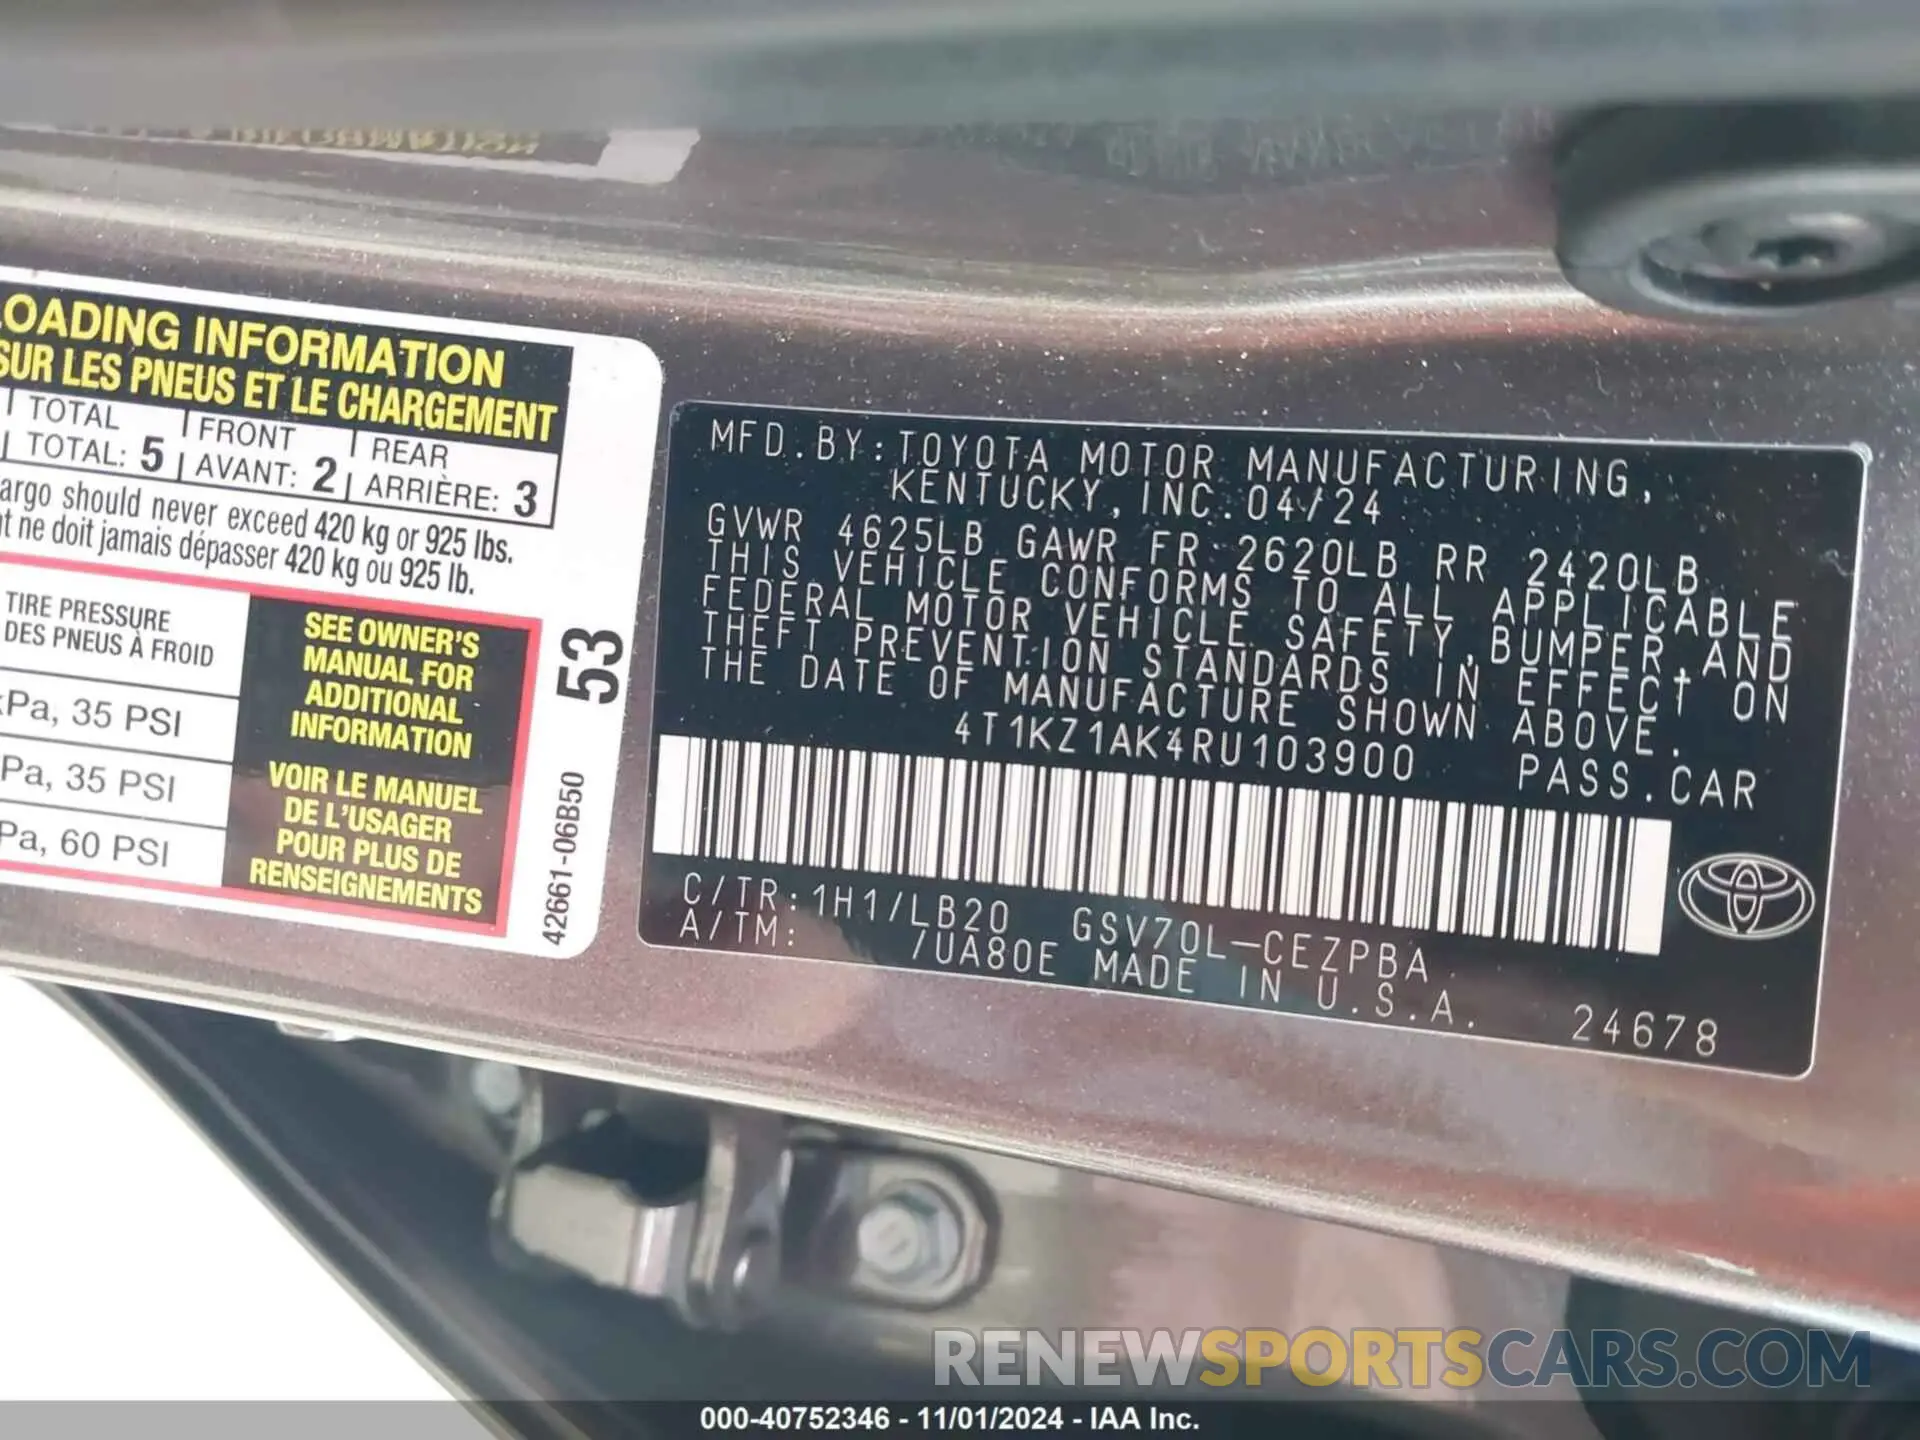 LOADING INFORMATION
SUR LES PNEUS ET LE CHARGEMENT
TOTAL | FRONT | REAR
TOTAL: 5 | AVANT: 2 | ARRIÈRE: 3
cargo should never exceed 420 kg or 925 lbs.
ne doit jamais dépasser 420 kg ou 925 lb.
TIRE PRESSURE
DES PNEUS À FROID
kPa, 35 PSI
kPa, 35 PSI
kPa, 60 PSI
SEE OWNER'S
MANUAL FOR
ADDITIONAL
INFORMATION
VOIR LE MANUEL
DE L'USAGER
POUR PLUS DE
RENSEIGNEMENTS
53
42661-06B50
MFD.BY:TOYOTA MOTOR MANUFACTURING,
KENTUCKY,INC.04/24
GVWR 4625LB GAWR FR 2620LB RR 2420LB
THIS VEHICLE CONFORMS TO ALL APPLICABLE
FEDERAL MOTOR VEHICLE SAFETY,BUMPER,AND
THEFT PREVENTION STANDARDS IN EFFECT ON
THE DATE OF MANUFACTURE SHOWN ABOVE.
4T1KZ1AK4RU103900
PASS.CAR
C/TR:1H1/LB20 GSV70L-CEZPBA
A/TM: /UA80E MADE IN U.S.A.
24678
RENEWSPORTSCARS.COM
000-40752346 - 11/01/2024 - IAA Inc.